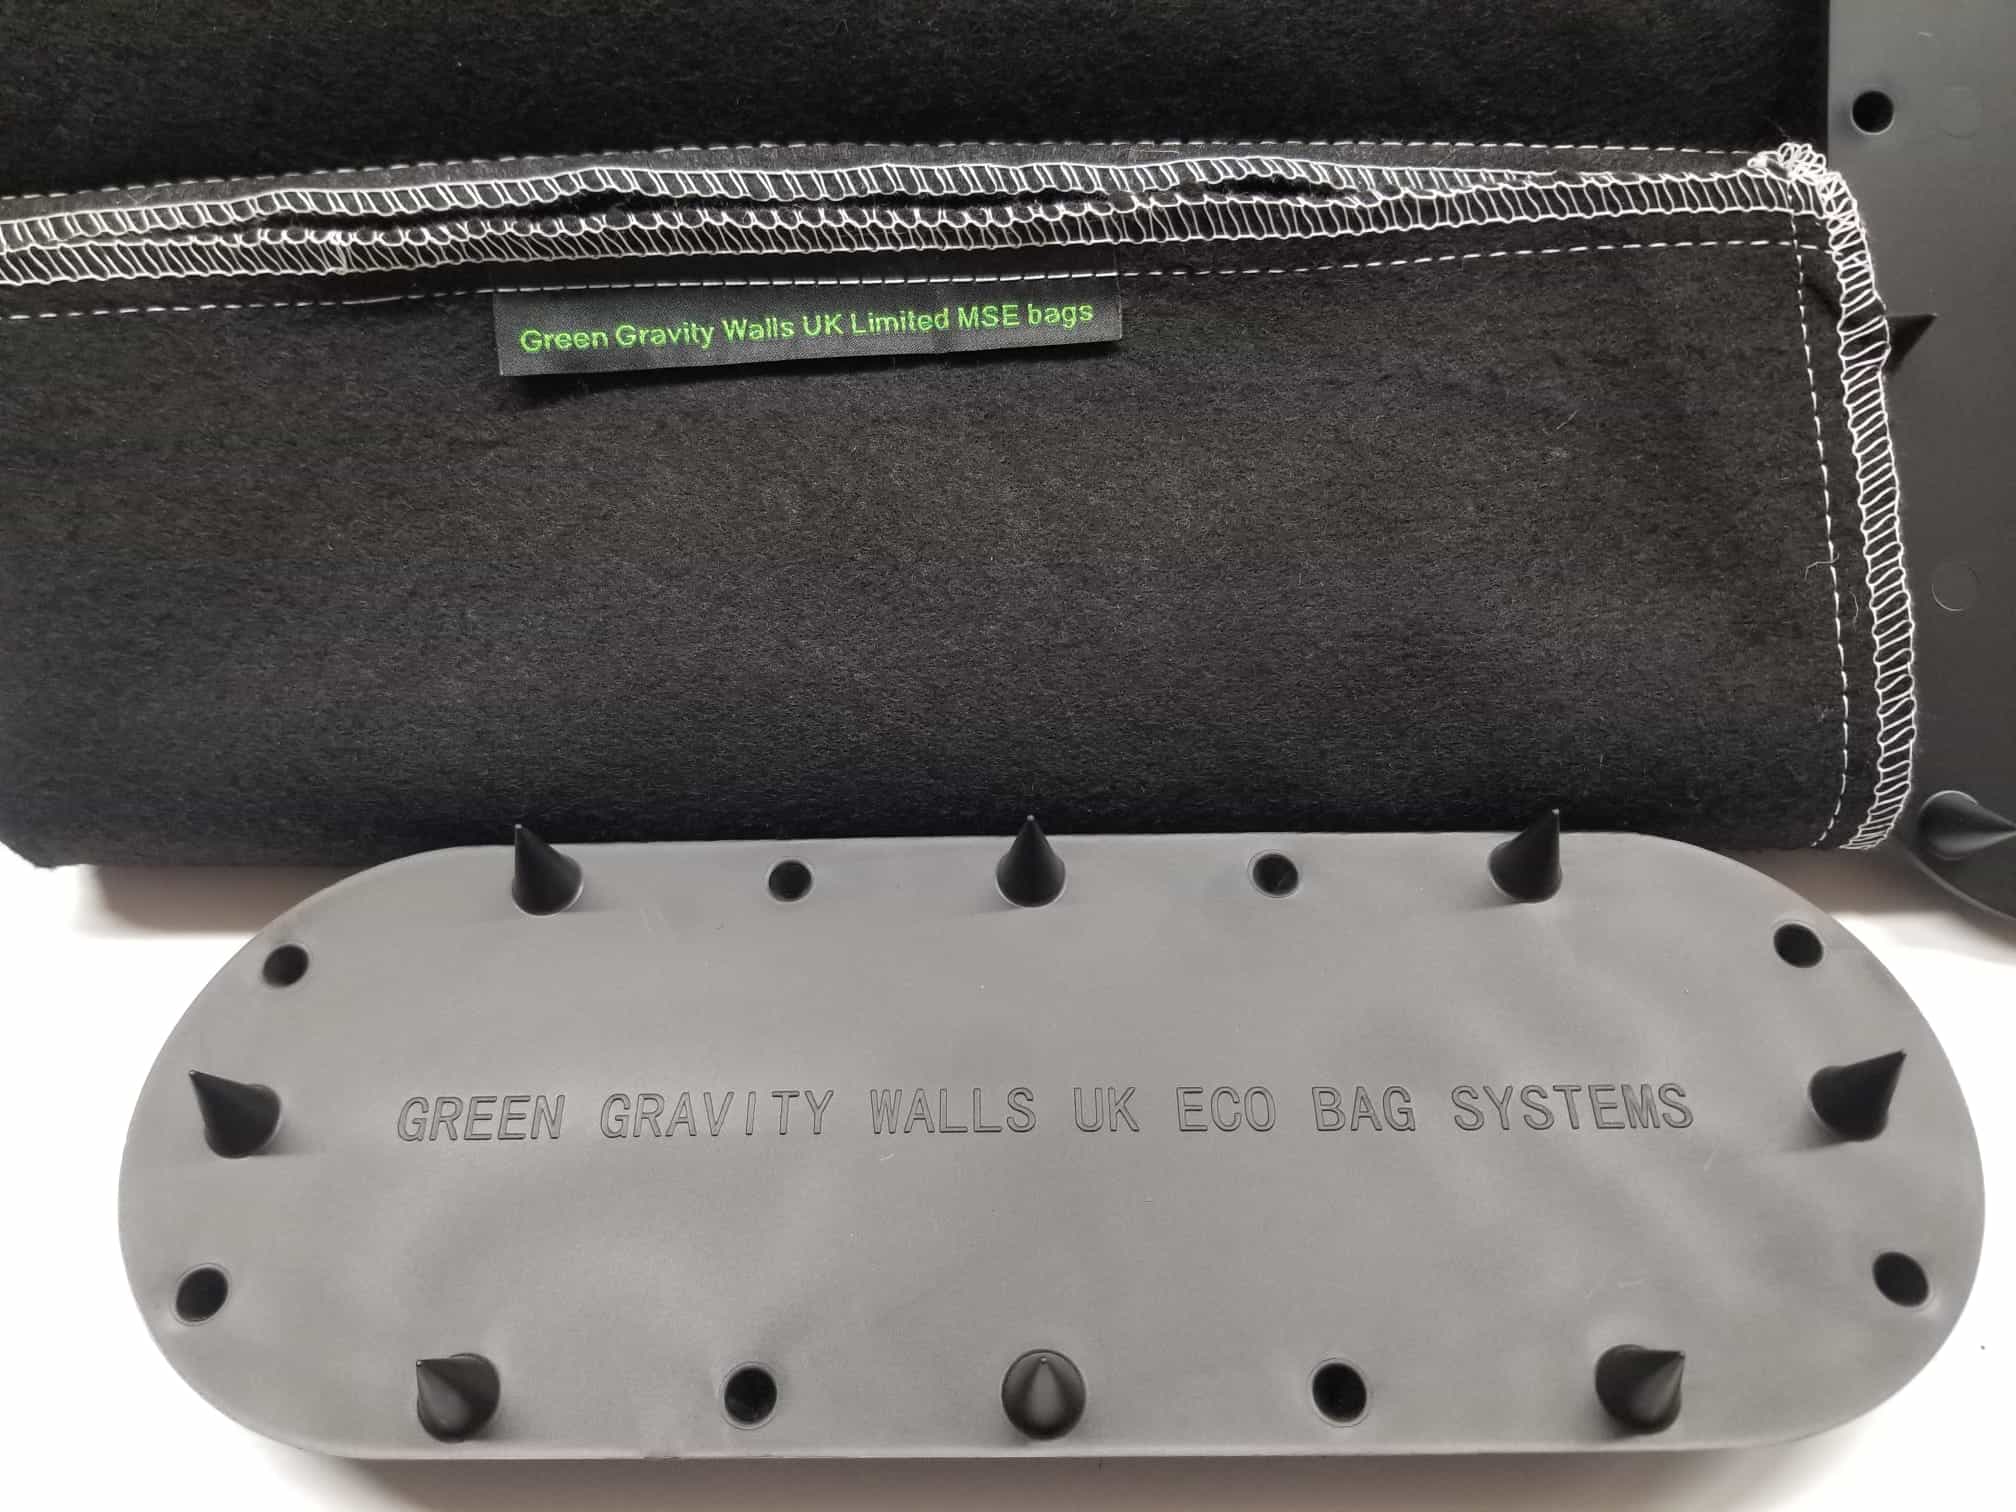 Green Gravity Walls UK Limited MSE bags
GREEN GRAVITY WALLS UK ECO BAG SYSTEMS